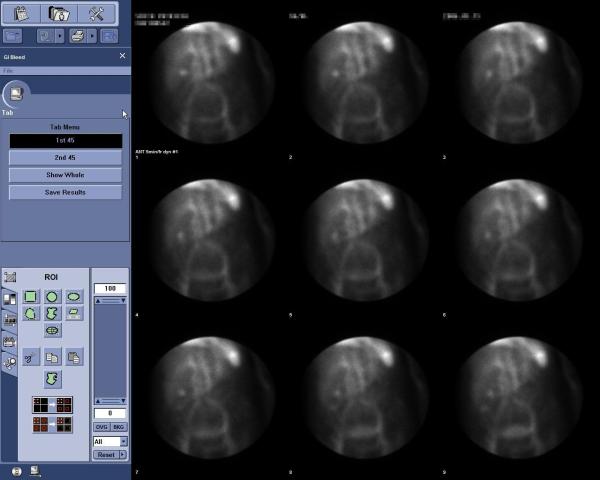 GI Bleed
File
Tab
Tab Menu
1st 45
2nd 45
Show Whole
Save Results
ROI
100
0
OVG
BKG
All
Reset
ANT 5min/fr dyn #1
1
2
3
4
5
6
7
8
9